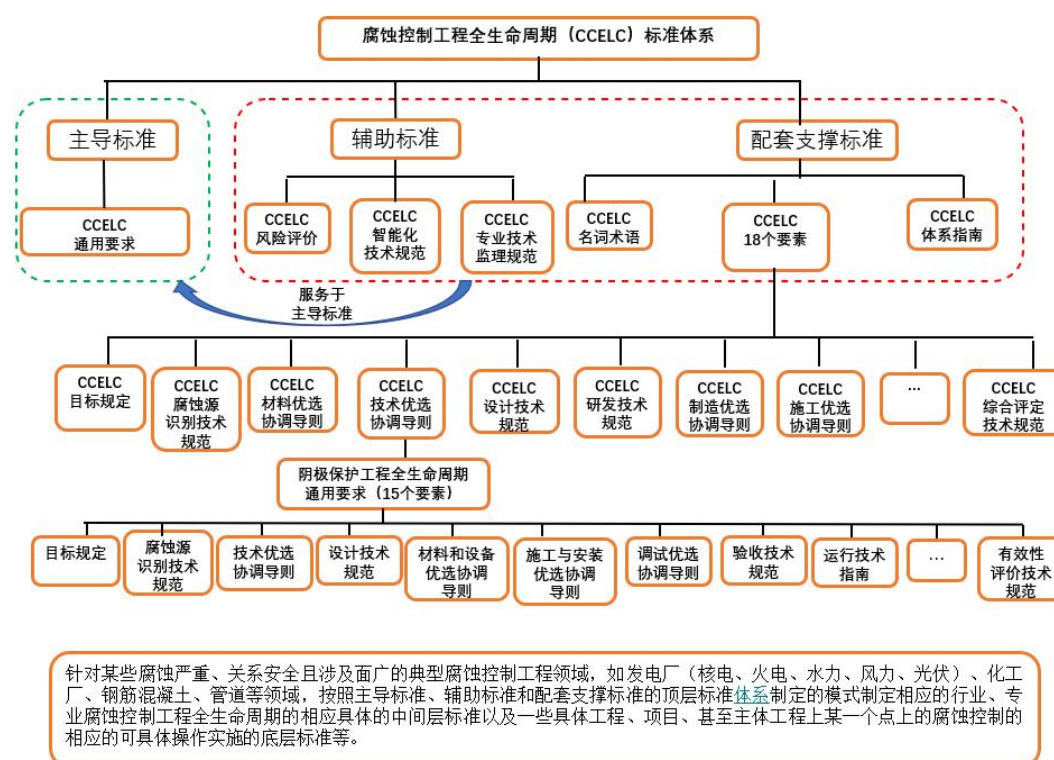 腐蚀控制工程全生命周期（CCELC）标准体系
主导标准
辅助标准
配套支撑标准
CCELC
通用要求
CCELC
风险评价
CCELC
智能化
技术规范
CCELC
专业技术
监理规范
CCELC
名词术语
CCELC
18个要素
CCELC
体系指南
服务于
主导标准
CCELC
目标规定
CCELC
腐蚀源
识别技术
规范
CCELC
材料优选
协调导则
CCELC
技术优选
协调导则
CCELC
设计技术
规范
CCELC
研发技术
规范
CCELC
制造优选
协调导则
CCELC
施工优选
协调导则
...
CCELC
综合评定
技术规范
阴极保护工程全生命周期
通用要求（15个要素）
目标规定
腐蚀源
识别技术
规范
技术优选
协调导则
设计技术
规范
材料和设备
优选协调
导则
施工与安装
优选协调
导则
调试优选
协调导则
验收技术
规范
运行技术
指南
...
有效性
评价技术
规范
针对某些腐蚀严重、关系安全且涉及面广的典型腐蚀控制工程领域，如发电厂（核电、火电、水力、风力、光伏）、化工
厂、钢筋混凝土、管道等领域，按照主导标准、辅助标准和配套支撑标准的顶层标准体系制定的模式制定相应的行业、专
业腐蚀控制工程全生命周期的相应具体的中间层标准以及一些具体工程、项目、甚至主体工程上某一个点上的腐蚀控制的
相应的可具体操作实施的底层标准等。